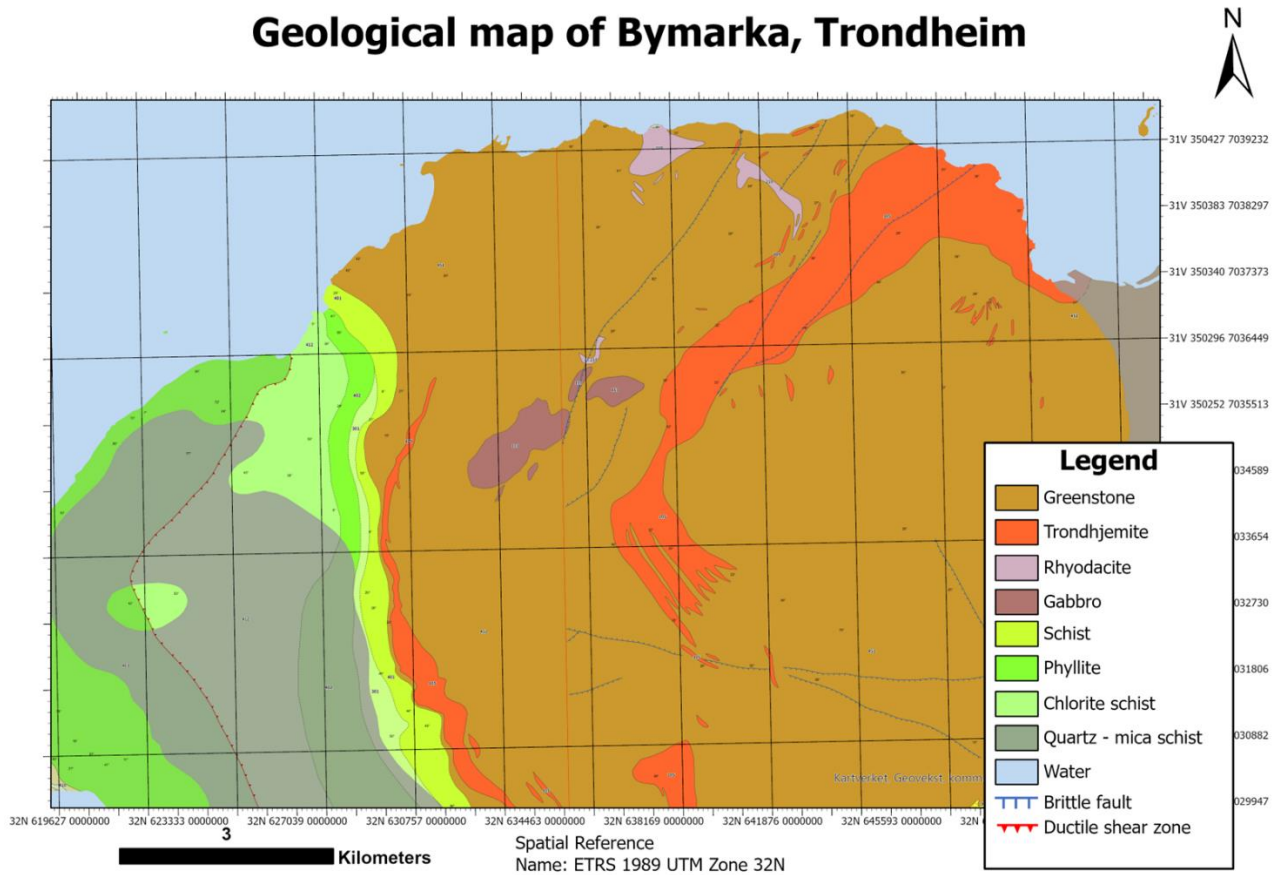 Geological map of Bymarka, Trondheim
N
31V 350427 7039232
31V 350383 7038297
31V 350340 7037373
31V 350296 7036449
31V 350252 7035513
034589
033654
032730
031806
030882
029947
Legend
Greenstone
Trondhjemite
Rhyodacite
Gabbro
Schist
Phyllite
Chlorite schist
Quartz - mica schist
Water
Brittle fault
Ductile shear zone
Kartverket, Geovekst, komm
32N 619627 0000000
32N 623333 0000000
32N 627039 0000000
32N 630757 0000000
32N 634463 0000000
32N 638169 0000000
32N 641876 0000000
32N 645593 0000000
32N
3
Kilometers
Spatial Reference
Name: ETRS 1989 UTM Zone 32N